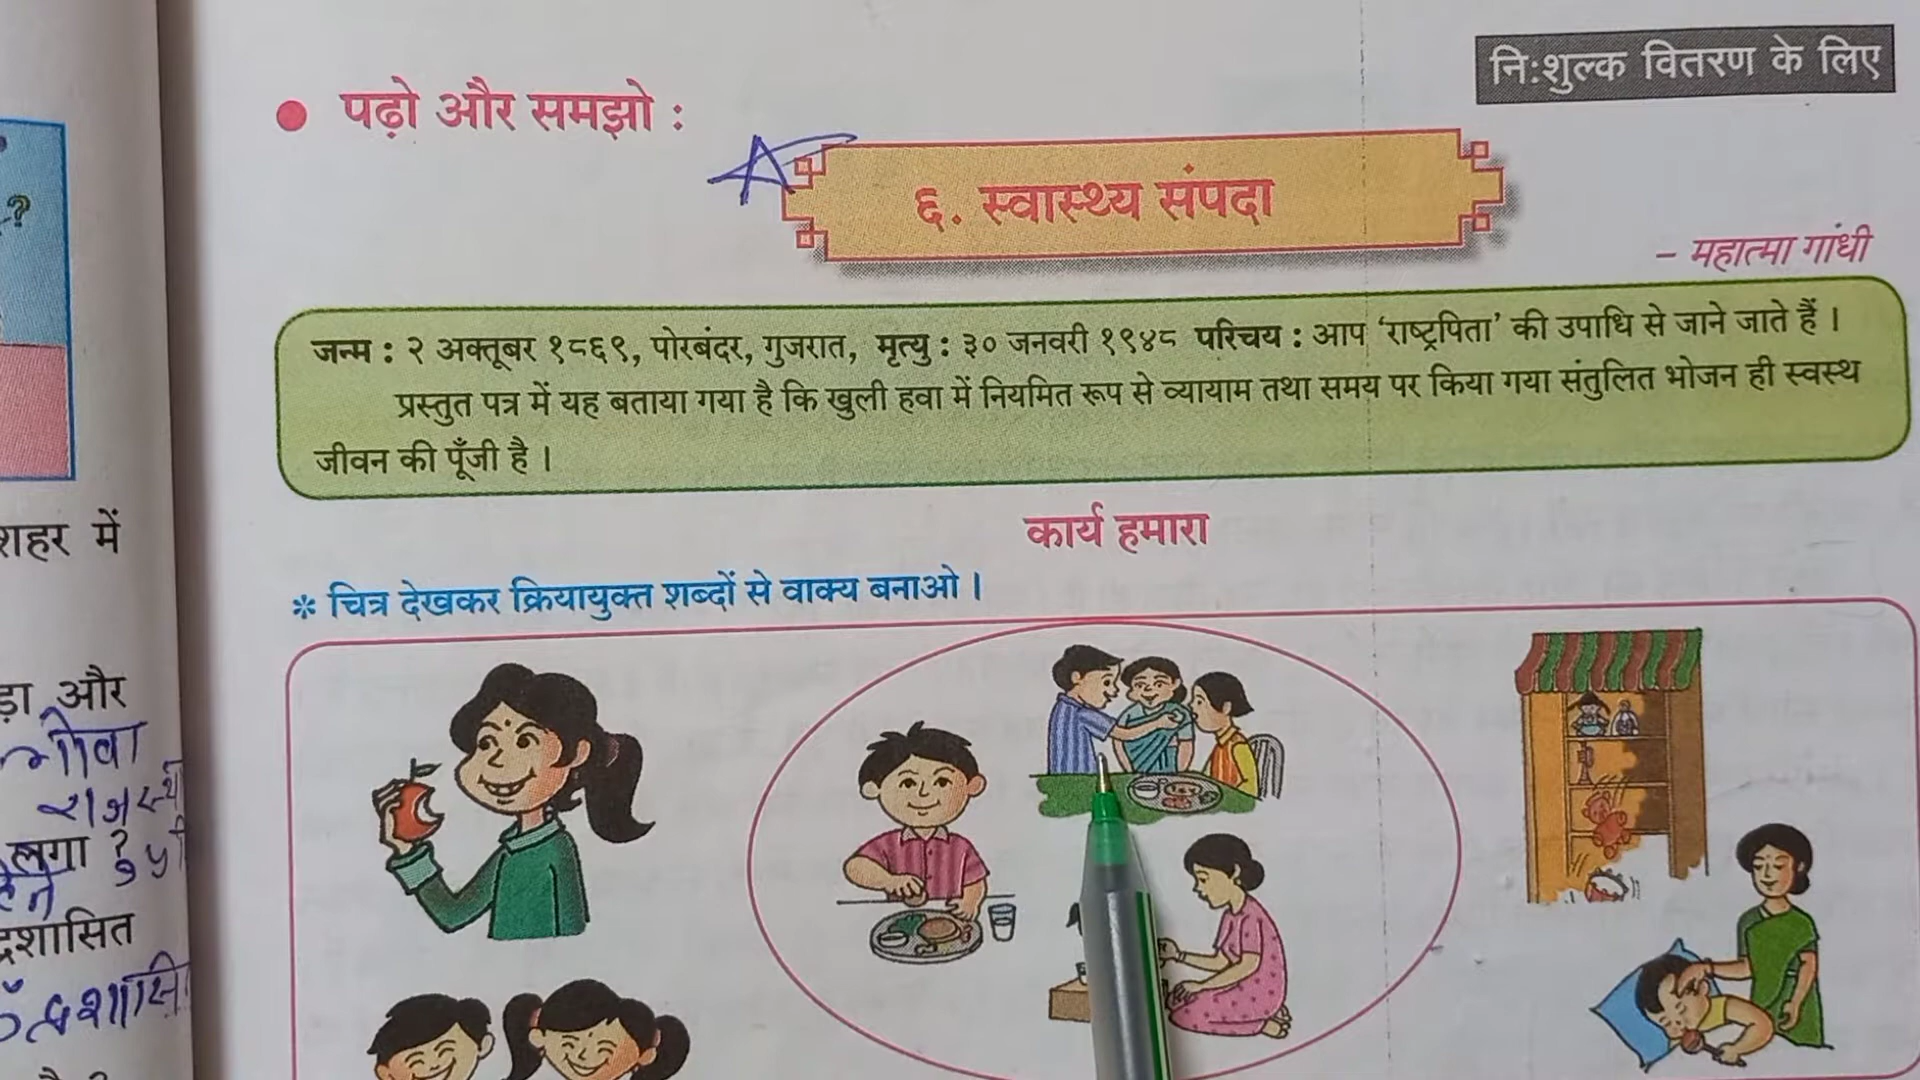 निःशुल्क वितरण के लिए
● पढ़ो और समझो :
६. स्वास्थ्य संपदा
– महात्मा गांधी
जन्म : २ अक्तूबर १८६९, पोरबंदर, गुजरात, मृत्यु : ३० जनवरी १९४८ परिचय : आप ‘राष्ट्रपिता’ की उपाधि से जाने जाते हैं ।
प्रस्तुत पत्र में यह बताया गया है कि खुली हवा में नियमित रूप से व्यायाम तथा समय पर किया गया संतुलित भोजन ही स्वस्थ
जीवन की पूँजी है ।
कार्य हमारा
* चित्र देखकर क्रियायुक्त शब्दों से वाक्य बनाओ ।
?
शहर में
और
लगा ?